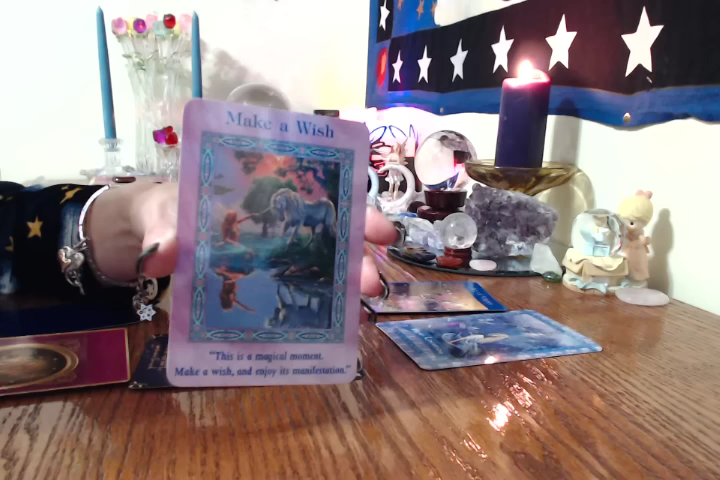 Make a Wish
"This is a magical moment.
Make a wish, and enjoy its manifestation."